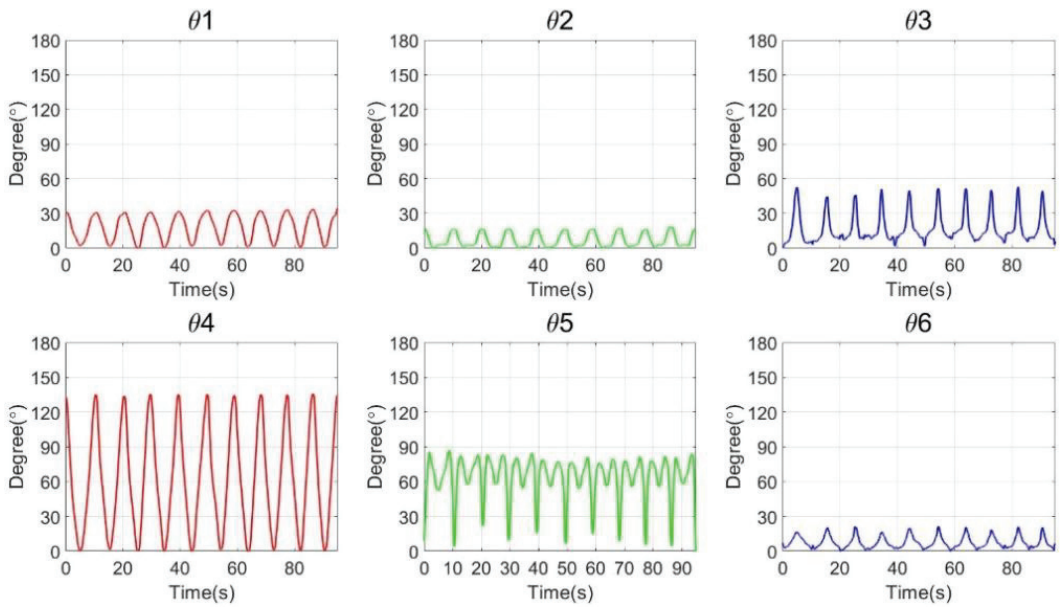 θ1 θ2 θ3
180 180 180
150 150 150
120 120 120
90 90 90
60 60 60
30 30 30
0 0 0
Degree(°) Degree(°) Degree(°)
0 20 40 60 80 0 20 40 60 80 0 20 40 60 80
Time(s) Time(s) Time(s)
θ4 θ5 θ6
180 180 180
150 150 150
120 120 120
90 90 90
60 60 60
30 30 30
0 0 0
Degree(°) Degree(°) Degree(°)
0 20 40 60 80 0 10 20 30 40 50 60 70 80 90 0 20 40 60 80
Time(s) Time(s) Time(s)